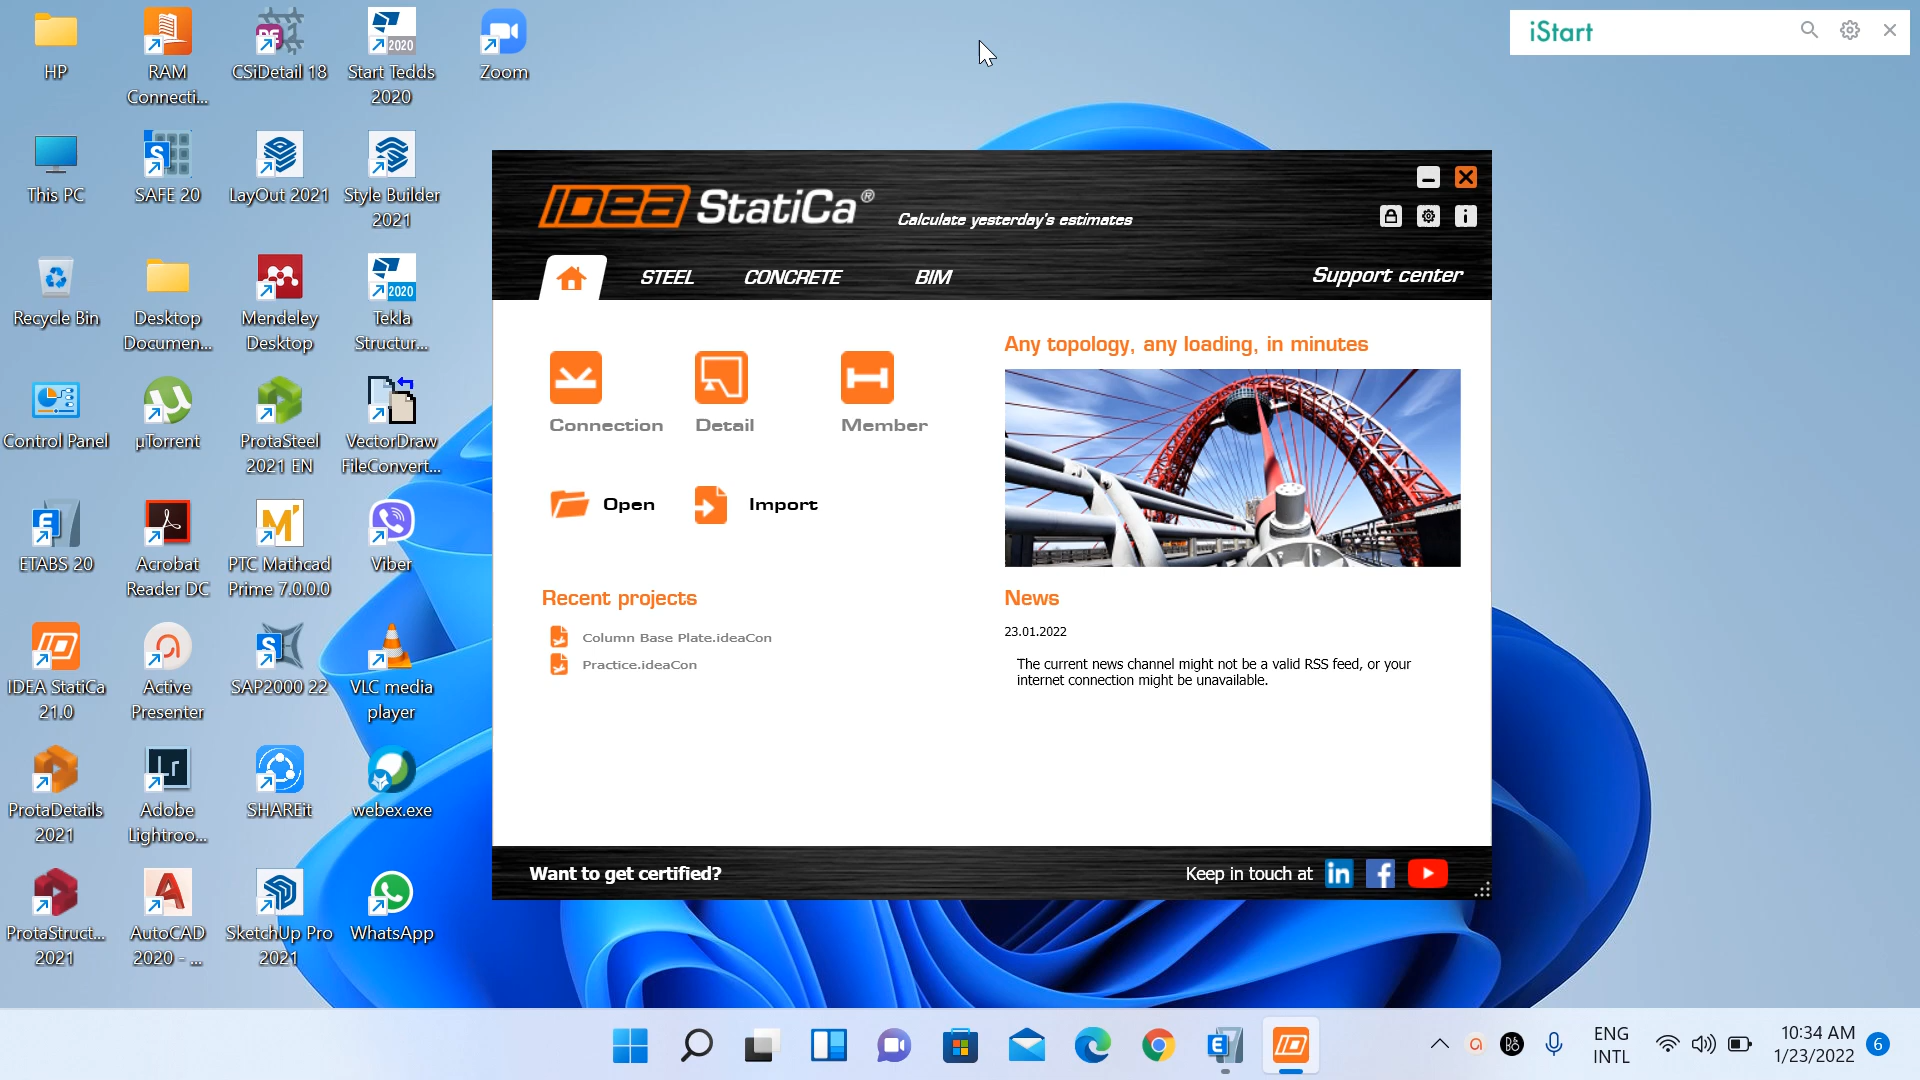 HP
RAM
Connecti...
CSiDetail 18
Start Tedds
2020
Zoom
This PC
SAFE 20
LayOut 2021
Style Builder
2021
Recycle Bin
Desktop
Documen...
Mendeley
Desktop
Tekla
Structur...
Control Panel
µTorrent
ProtaSteel
2021 EN
VectorDraw
FileConvert...
ETABS 20
Acrobat
Reader DC
PTC Mathcad
Prime 7.0.0.0
Viber
IDEA StatiCa
21.0
Active
Presenter
SAP2000 22
VLC media
player
ProtaDetails
2021
Adobe
Lightroo...
SHAREit
webex.exe
ProtaStruct...
2021
AutoCAD
2020 - ...
SketchUp Pro
2021
WhatsApp
iStart
IDEA StatiCa®
Calculate yesterday's estimates
STEEL
CONCRETE
BIM
Support center
Connection
Detail
Member
Open
Import
Any topology, any loading, in minutes
Recent projects
Column Base Plate.ideaCon
Practice.ideaCon
News
23.01.2022
The current news channel might not be a valid RSS feed, or your
internet connection might be unavailable.
Want to get certified?
Keep in touch at
ENG
INTL
10:34 AM
1/23/2022
6